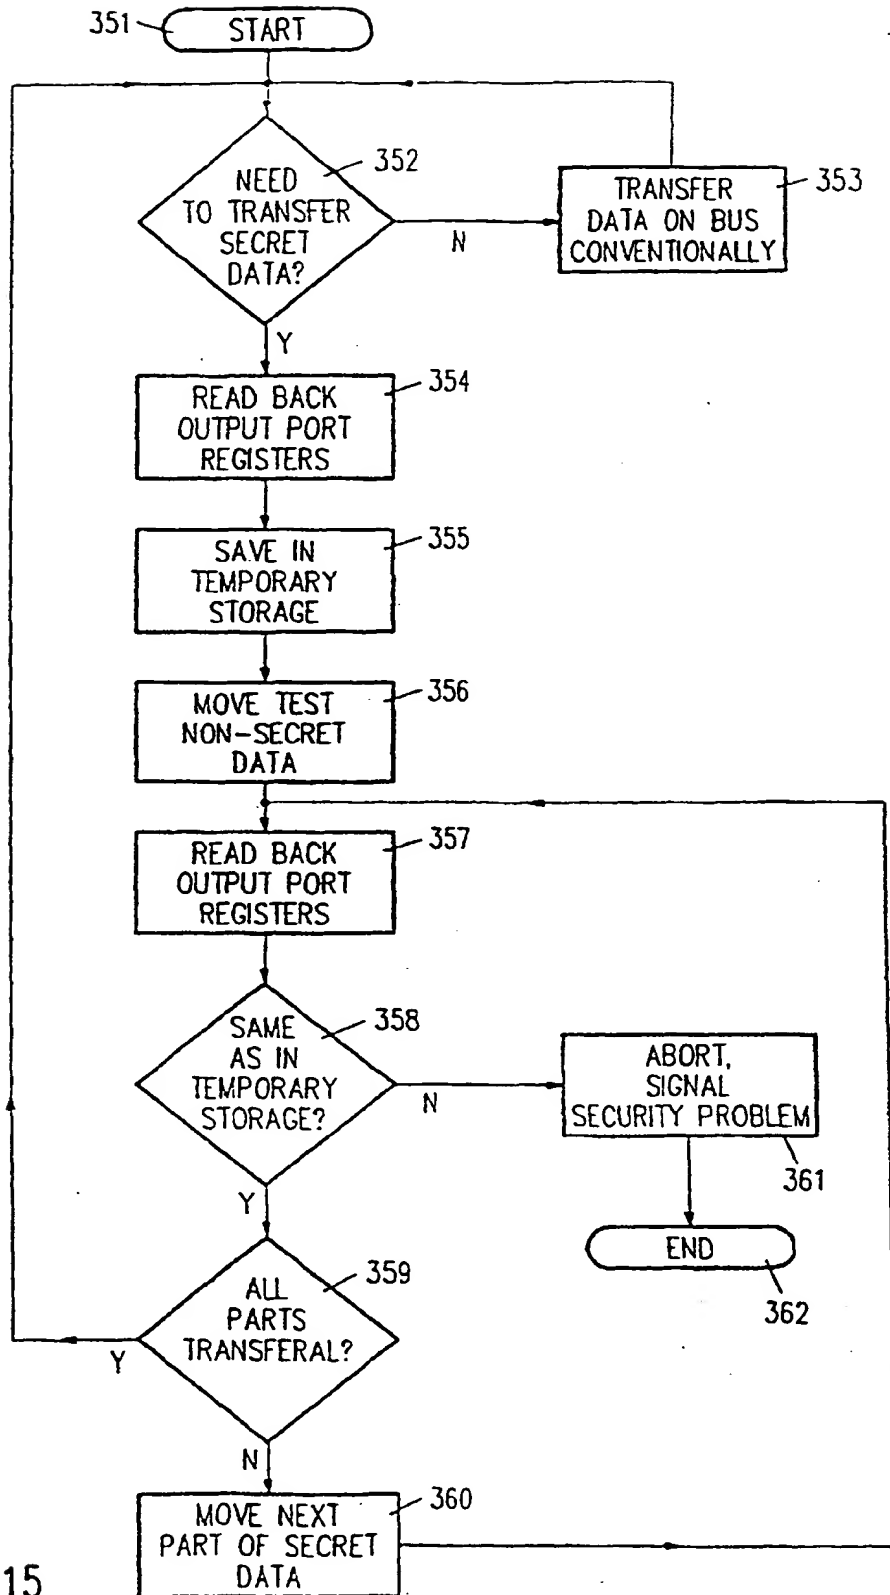 351
START
352
NEED
TO TRANSFER
SECRET
DATA?
N
TRANSFER
DATA ON BUS
CONVENTIONALLY
353
Y
READ BACK
OUTPUT PORT
REGISTERS
354
SAVE IN
TEMPORARY
STORAGE
355
MOVE TEST
NON-SECRET
DATA
356
READ BACK
OUTPUT PORT
REGISTERS
357
SAME
AS IN
TEMPORARY
STORAGE?
358
N
ABORT,
SIGNAL
SECURITY PROBLEM
361
Y
END
362
ALL
PARTS
TRANSFERAL?
359
Y
N
MOVE NEXT
PART OF SECRET
DATA
360
15